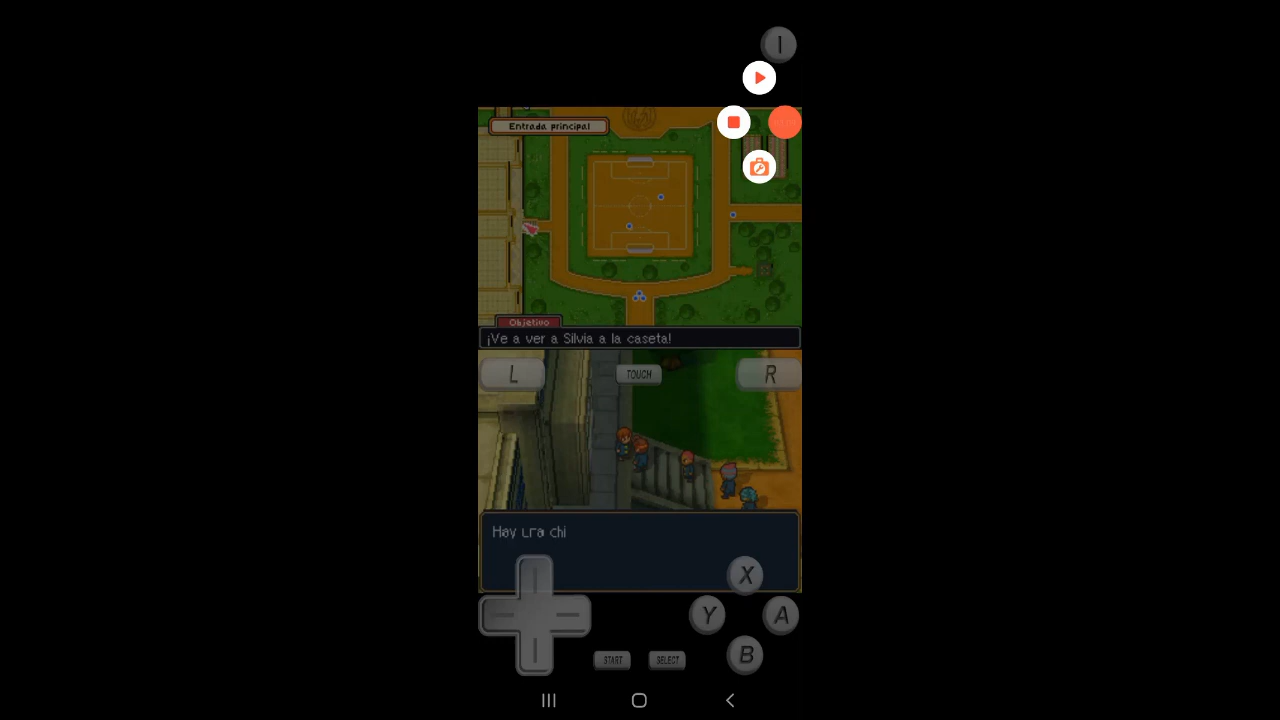 Entrada principal
Objetivo
¡Ve a ver a Silvia a la caseta!
L
TOUCH
R
Hay una chi
X
Y
A
B
START
SELECT